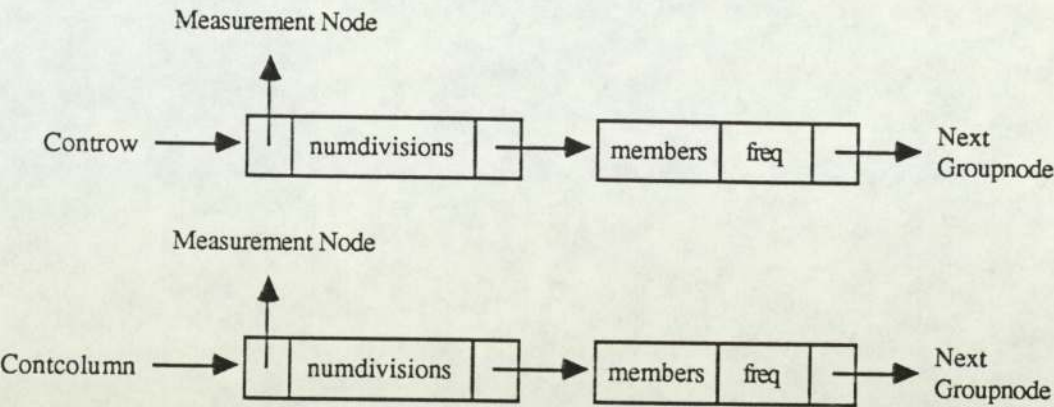 Measurement Node
Controw
numdivisions
members
freq
Next
Groupnode
Measurement Node
Contcolumn
numdivisions
members
freq
Next
Groupnode